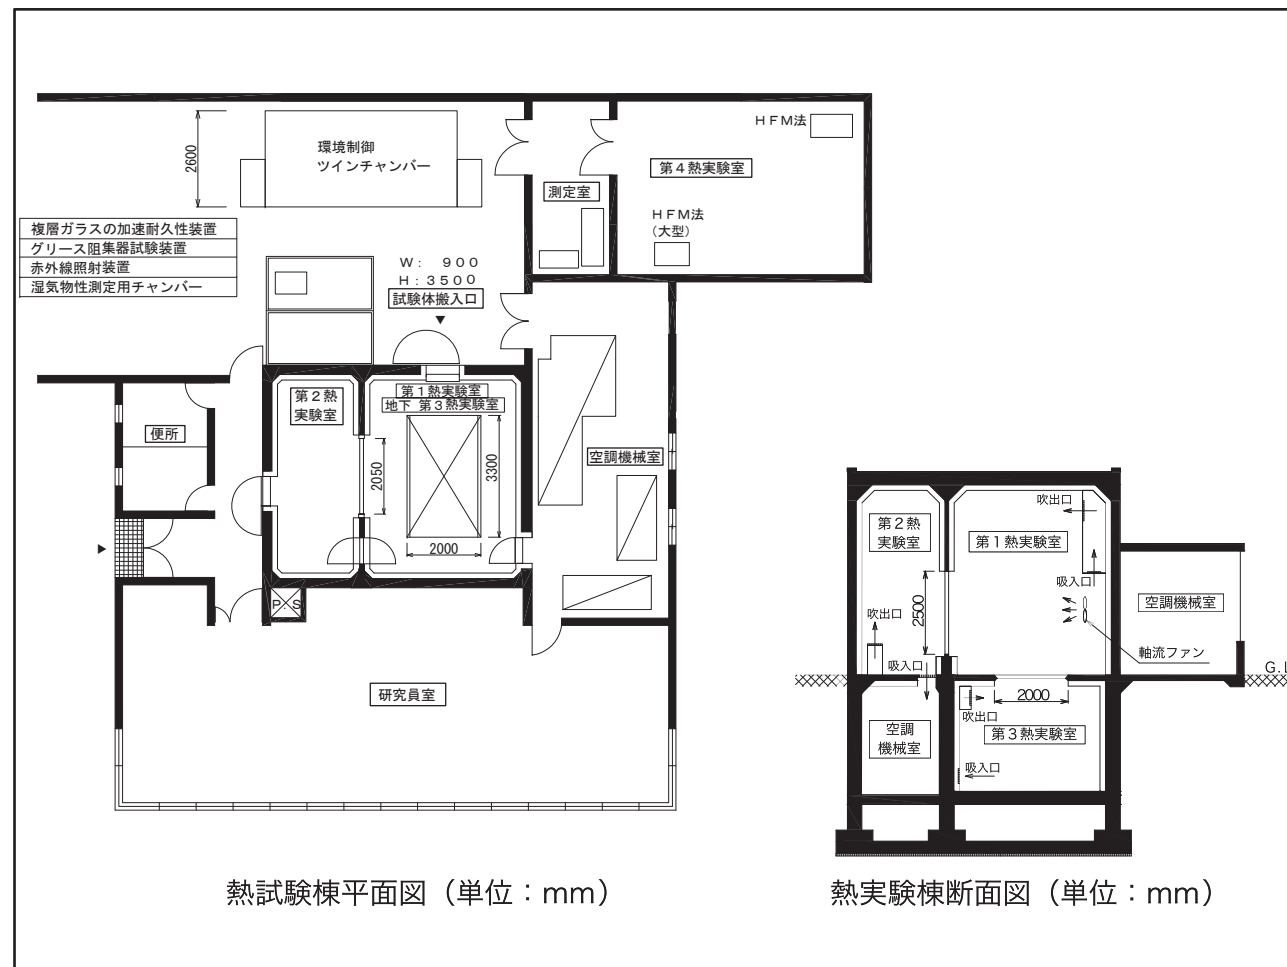 2600
環境制御
ツインチャンバー
HFM法
第4熱実験室
測定室
HFM法
(大型)
複層ガラスの加速耐久性装置
グリース阻集器試験装置
赤外線照射装置
湿気物性測定用チャンバー
W: 900
H:3500
試験体搬入口
第2熱
実験室
第1熱実験室
地下 第3熱実験室
便所
2050
3300
2000
空調機械室
P.S
研究員室
熱試験棟平面図（単位：mm）
吹出口
第2熱
実験室
第1熱実験室
吸入口
空調機械室
2500
吹出口
軸流ファン
吸入口
G.L
2000
吹出口
第3熱実験室
空調
機械室
吸入口
熱実験棟断面図（単位：mm）